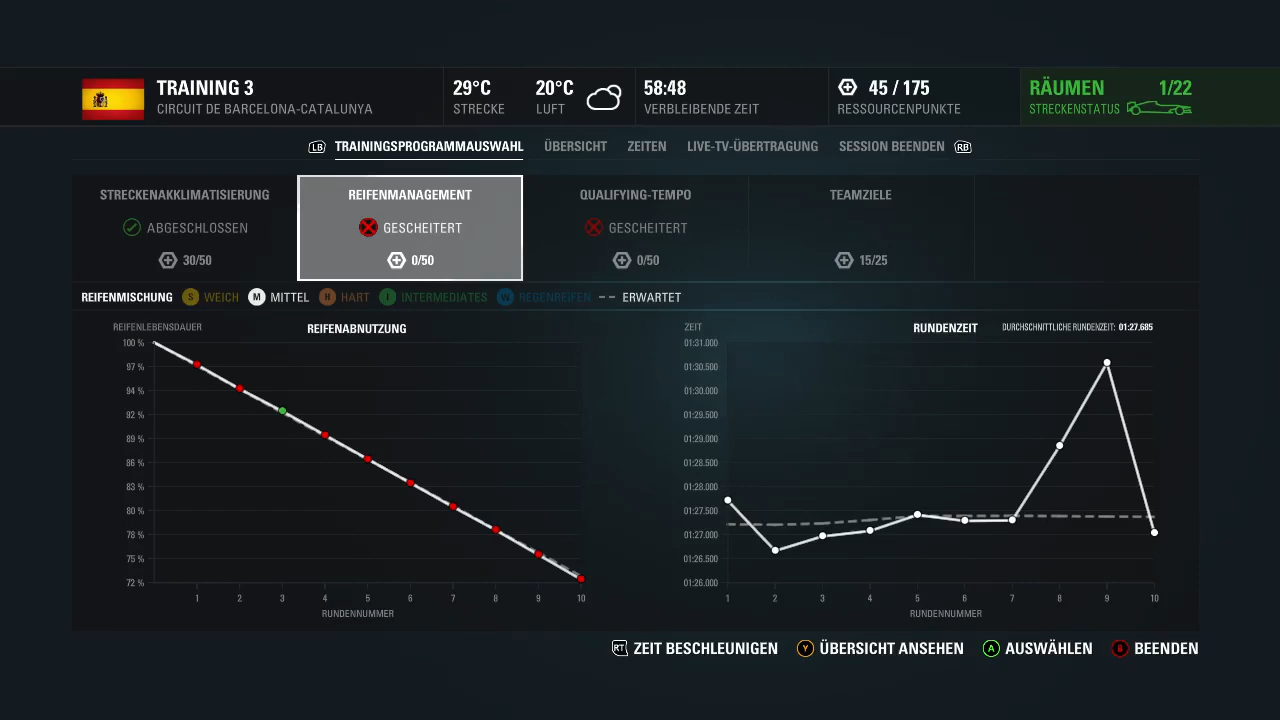 TRAINING 3
CIRCUIT DE BARCELONA-CATALUNYA
29°C
STRECKE
20°C
LUFT
58:48
VERBLEIBENDE ZEIT
45 / 175
RESSOURCENPUNKTE
RÄUMEN 1/22
STRECKENSTATUS
LB TRAININGSPROGRAMMAUSWAHL ÜBERSICHT ZEITEN LIVE-TV-ÜBERTRAGUNG SESSION BEENDEN RB
STRECKENAKKLIMATISIERUNG
ABGESCHLOSSEN
30/50
REIFENMANAGEMENT
GESCHEITERT
0/50
QUALIFYING-TEMPO
GESCHEITERT
0/50
TEAMZIELE
15/25
REIFENMISCHUNG S WEICH M MITTEL H HART I INTERMEDIATES W REGENREIFEN -- ERWARTET
REIFENLEBENSDAUER
REIFENABNUTZUNG
100 %
97 %
94 %
92 %
89 %
86 %
83 %
80 %
78 %
75 %
72 %
1 2 3 4 5 6 7 8 9 10
RUNDENNUMMER
ZEIT
RUNDENZEIT
DURCHSCHNITTLICHE RUNDENZEIT: 01:27.685
01:31.000
01:30.500
01:30.000
01:29.500
01:29.000
01:28.500
01:28.000
01:27.500
01:27.000
01:26.500
01:26.000
1 2 3 4 5 6 7 8 9 10
RUNDENNUMMER
RT ZEIT BESCHLEUNIGEN Y ÜBERSICHT ANSEHEN A AUSWÄHLEN B BEENDEN